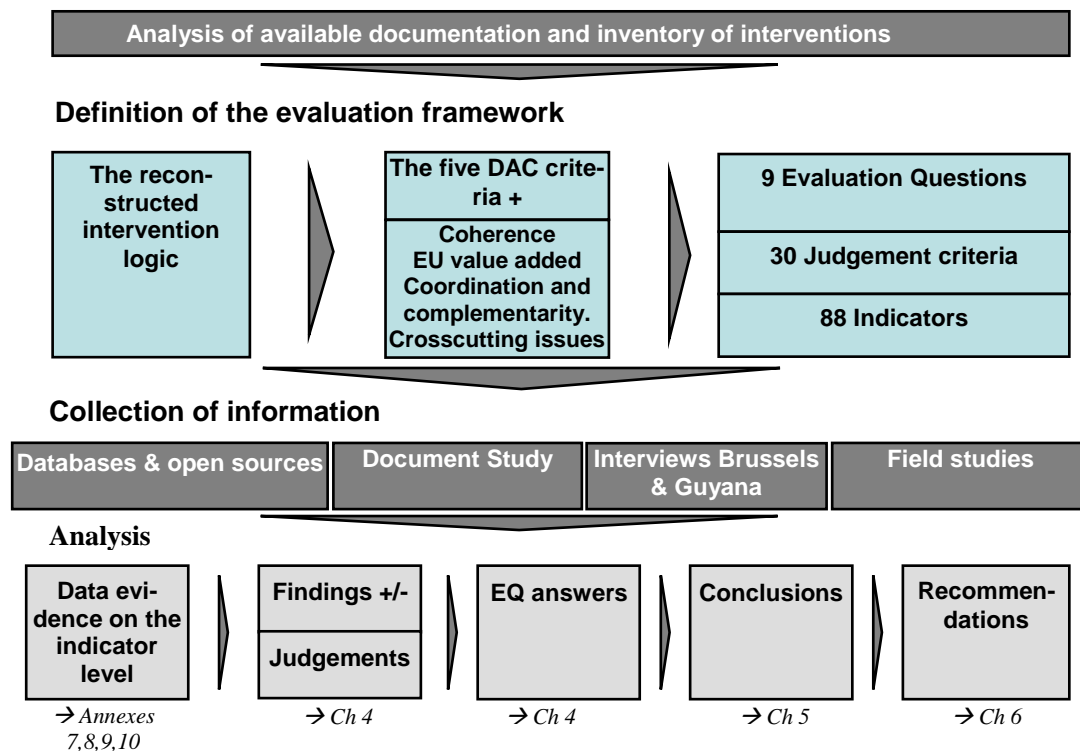 Analysis of available documentation and inventory of interventions
Definition of the evaluation framework
The recon-
structed
intervention
logic
The five DAC crite-
ria +
Coherence
EU value added
Coordination and
complementarity.
Crosscutting issues
9 Evaluation Questions
30 Judgement criteria
88 Indicators
Collection of information
Databases & open sources
Document Study
Interviews Brussels
& Guyana
Field studies
Analysis
Data evi-
dence on the
indicator
level
Findings +/-
Judgements
EQ answers
Conclusions
Recommen-
dations
→ Annexes
7,8,9,10
→ Ch 4
→ Ch 4
→ Ch 5
→ Ch 6